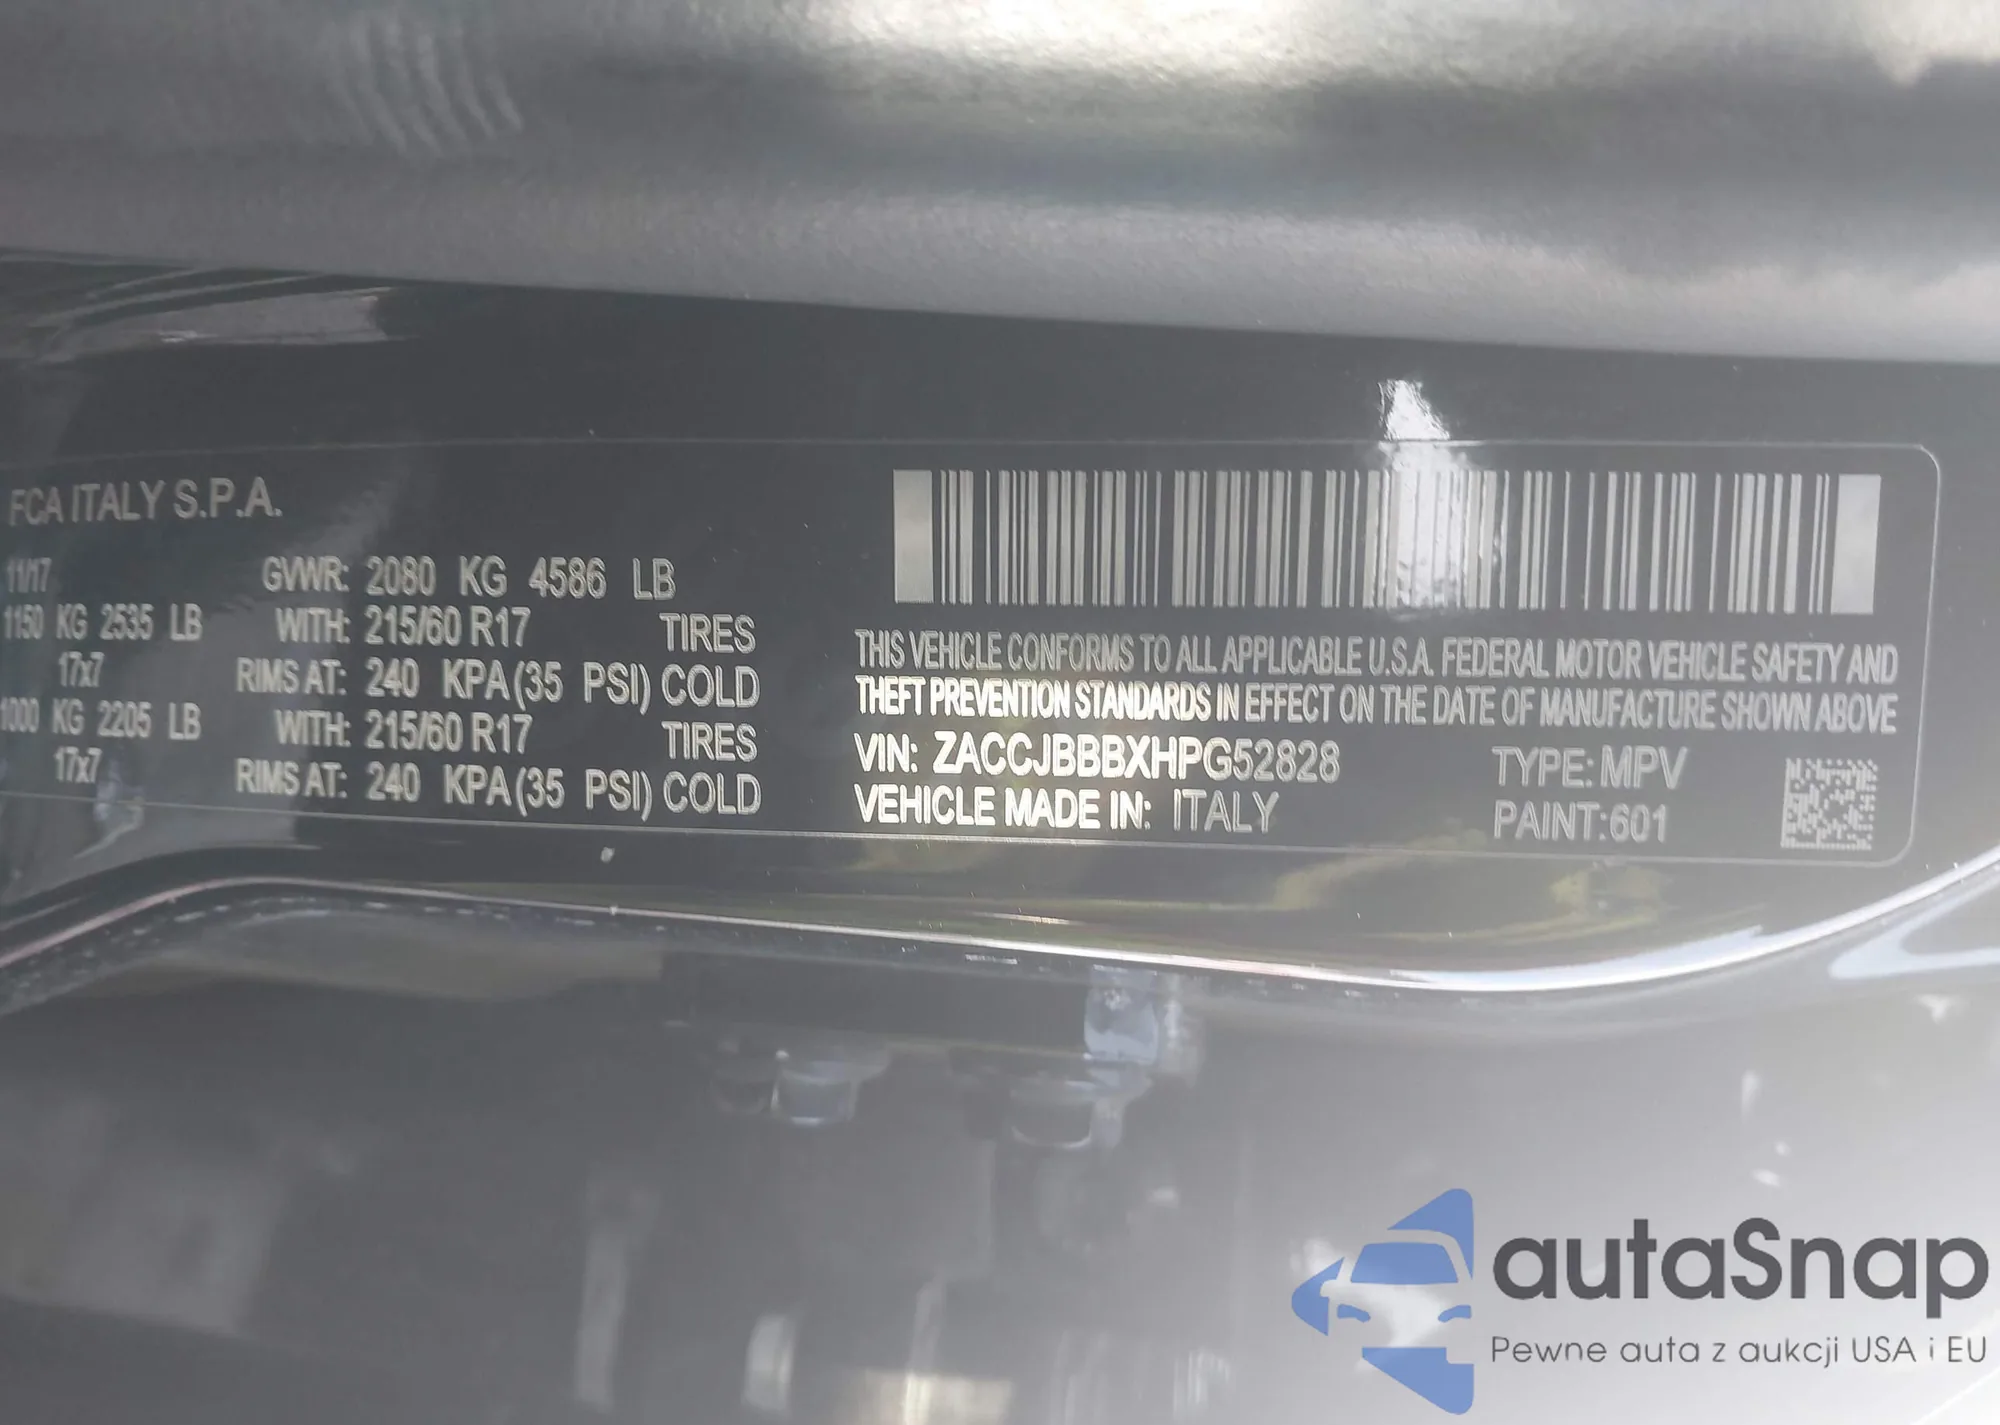 FCA ITALY S.P.A.
11/17 GVWR: 2080 KG 4586 LB
1150 KG 2535 LB WITH: 215/60 R17 TIRES
17x7 RIMS AT: 240 KPA (35 PSI) COLD
1000 KG 2205 LB WITH: 215/60 R17 TIRES
17x7 RIMS AT: 240 KPA (35 PSI) COLD
THIS VEHICLE CONFORMS TO ALL APPLICABLE U.S.A. FEDERAL MOTOR VEHICLE SAFETY AND
THEFT PREVENTION STANDARDS IN EFFECT ON THE DATE OF MANUFACTURE SHOWN ABOVE
VIN: ZACCJBBBXHPG52828 TYPE: MPV
VEHICLE MADE IN: ITALY PAINT: 601
autaSnap
Pewne auta z aukcji USA i EU